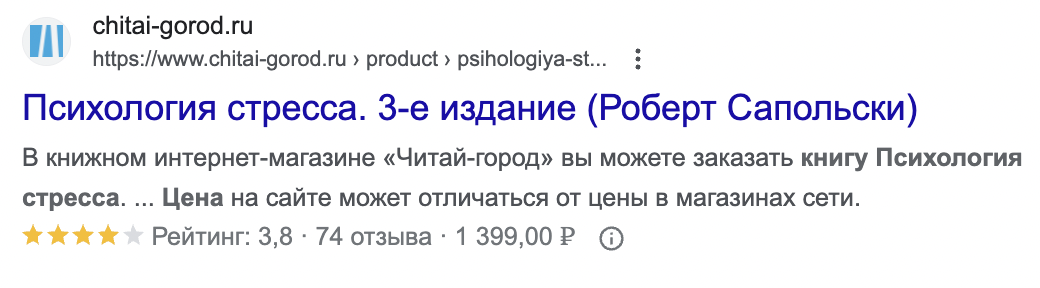 chitai-gorod.ru
https://www.chitai-gorod.ru › product › psihologiya-st...
Психология стресса. 3-е издание (Роберт Сапольски)
В книжном интернет-магазине «Читай-город» вы можете заказать книгу Психология
стресса. ... Цена на сайте может отличаться от цены в магазинах сети.
Рейтинг: 3,8 · 74 отзыва · 1 399,00 ₽